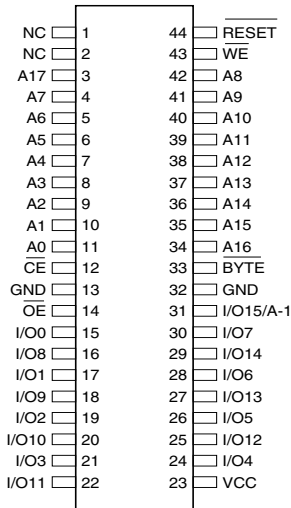 NC 1 44 RESET
NC 2 43 WE
A17 3 42 A8
A7 4 41 A9
A6 5 40 A10
A5 6 39 A11
A4 7 38 A12
A3 8 37 A13
A2 9 36 A14
A1 10 35 A15
A0 11 34 A16
CE 12 33 BYTE
GND 13 32 GND
OE 14 31 I/O15/A-1
I/O0 15 30 I/O7
I/O8 16 29 I/O14
I/O1 17 28 I/O6
I/O9 18 27 I/O13
I/O2 19 26 I/O5
I/O10 20 25 I/O12
I/O3 21 24 I/O4
I/O11 22 23 VCC